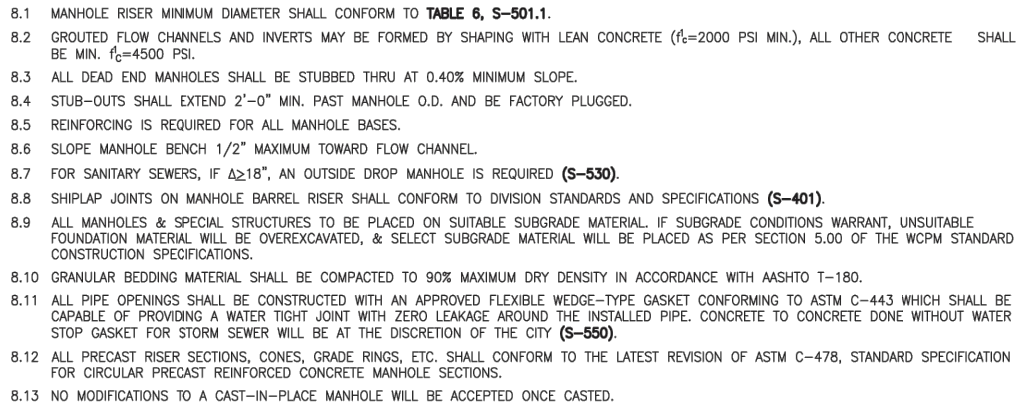 8.1 MANHOLE RISER MINIMUM DIAMETER SHALL CONFORM TO TABLE 6, S-501.1.
8.2 GROUTED FLOW CHANNELS AND INVERTS MAY BE FORMED BY SHAPING WITH LEAN CONCRETE (f'c=2000 PSI MIN.), ALL OTHER CONCRETE SHALL
BE MIN. f'c=4500 PSI.
8.3 ALL DEAD END MANHOLES SHALL BE STUBBED THRU AT 0.40% MINIMUM SLOPE.
8.4 STUB-OUTS SHALL EXTEND 2'-0" MIN. PAST MANHOLE O.D. AND BE FACTORY PLUGGED.
8.5 REINFORCING IS REQUIRED FOR ALL MANHOLE BASES.
8.6 SLOPE MANHOLE BENCH 1/2" MAXIMUM TOWARD FLOW CHANNEL.
8.7 FOR SANITARY SEWERS, IF Δ≥18", AN OUTSIDE DROP MANHOLE IS REQUIRED (S-530).
8.8 SHIPLAP JOINTS ON MANHOLE BARREL RISER SHALL CONFORM TO DIVISION STANDARDS AND SPECIFICATIONS (S-401).
8.9 ALL MANHOLES & SPECIAL STRUCTURES TO BE PLACED ON SUITABLE SUBGRADE MATERIAL. IF SUBGRADE CONDITIONS WARRANT, UNSUITABLE
FOUNDATION MATERIAL WILL BE OVEREXCAVATED, & SELECT SUBGRADE MATERIAL WILL BE PLACED AS PER SECTION 5.00 OF THE WCPM STANDARD
CONSTRUCTION SPECIFICATIONS.
8.10 GRANULAR BEDDING MATERIAL SHALL BE COMPACTED TO 90% MAXIMUM DRY DENSITY IN ACCORDANCE WITH AASHTO T-180.
8.11 ALL PIPE OPENINGS SHALL BE CONSTRUCTED WITH AN APPROVED FLEXIBLE WEDGE-TYPE GASKET CONFORMING TO ASTM C-443 WHICH SHALL BE
CAPABLE OF PROVIDING A WATER TIGHT JOINT WITH ZERO LEAKAGE AROUND THE INSTALLED PIPE. CONCRETE TO CONCRETE DONE WITHOUT WATER
STOP GASKET FOR STORM SEWER WILL BE AT THE DISCRETION OF THE CITY (S-550).
8.12 ALL PRECAST RISER SECTIONS, CONES, GRADE RINGS, ETC. SHALL CONFORM TO THE LATEST REVISION OF ASTM C-478, STANDARD SPECIFICATION
FOR CIRCULAR PRECAST REINFORCED CONCRETE MANHOLE SECTIONS.
8.13 NO MODIFICATIONS TO A CAST-IN-PLACE MANHOLE WILL BE ACCEPTED ONCE CASTED.